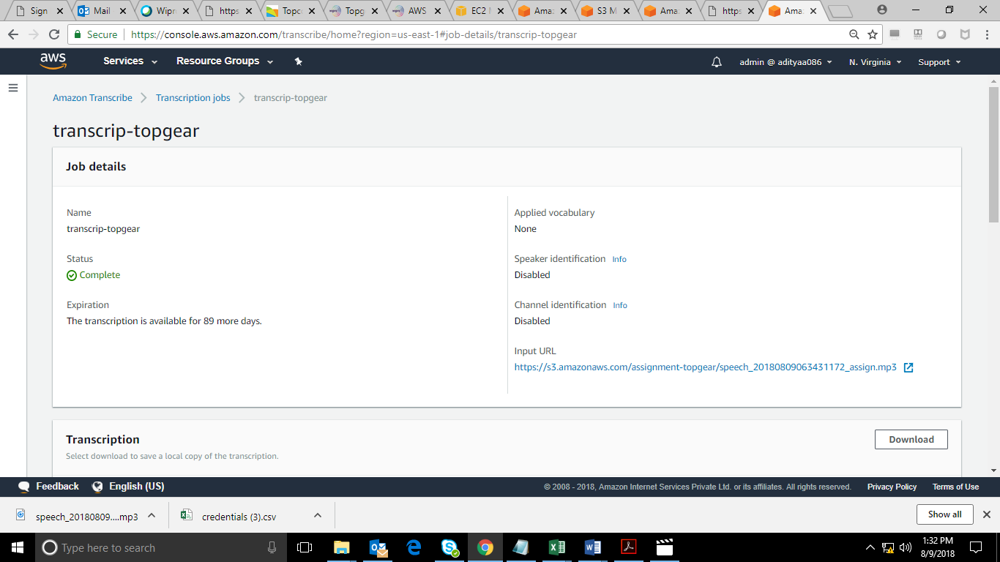 Sign
Mail
Wipr
https
Topc
Topg
AWS
EC2
Ama
S3 M
Ama
https
Ama
Secure
https://console.aws.amazon.com/transcribe/home?region=us-east-1#job-details/transcrip-topgear
aws
Services
Resource Groups
admin @ adityaa086
N. Virginia
Support
Amazon Transcribe
Transcription jobs
transcrip-topgear
transcrip-topgear
Job details
Name
transcrip-topgear
Status
Complete
Expiration
The transcription is available for 89 more days.
Applied vocabulary
None
Speaker identification Info
Disabled
Channel identification Info
Disabled
Input URL
https://s3.amazonaws.com/assignment-topgear/speech_20180809063431172_assign.mp3
Transcription
Download
Select download to save a local copy of the transcription.
Feedback
English (US)
© 2008 - 2018, Amazon Internet Services Private Ltd. or its affiliates. All rights reserved.
Privacy Policy
Terms of Use
speech_20180809....mp3
credentials (3).csv
Show all
Type here to search
1:32 PM
8/9/2018